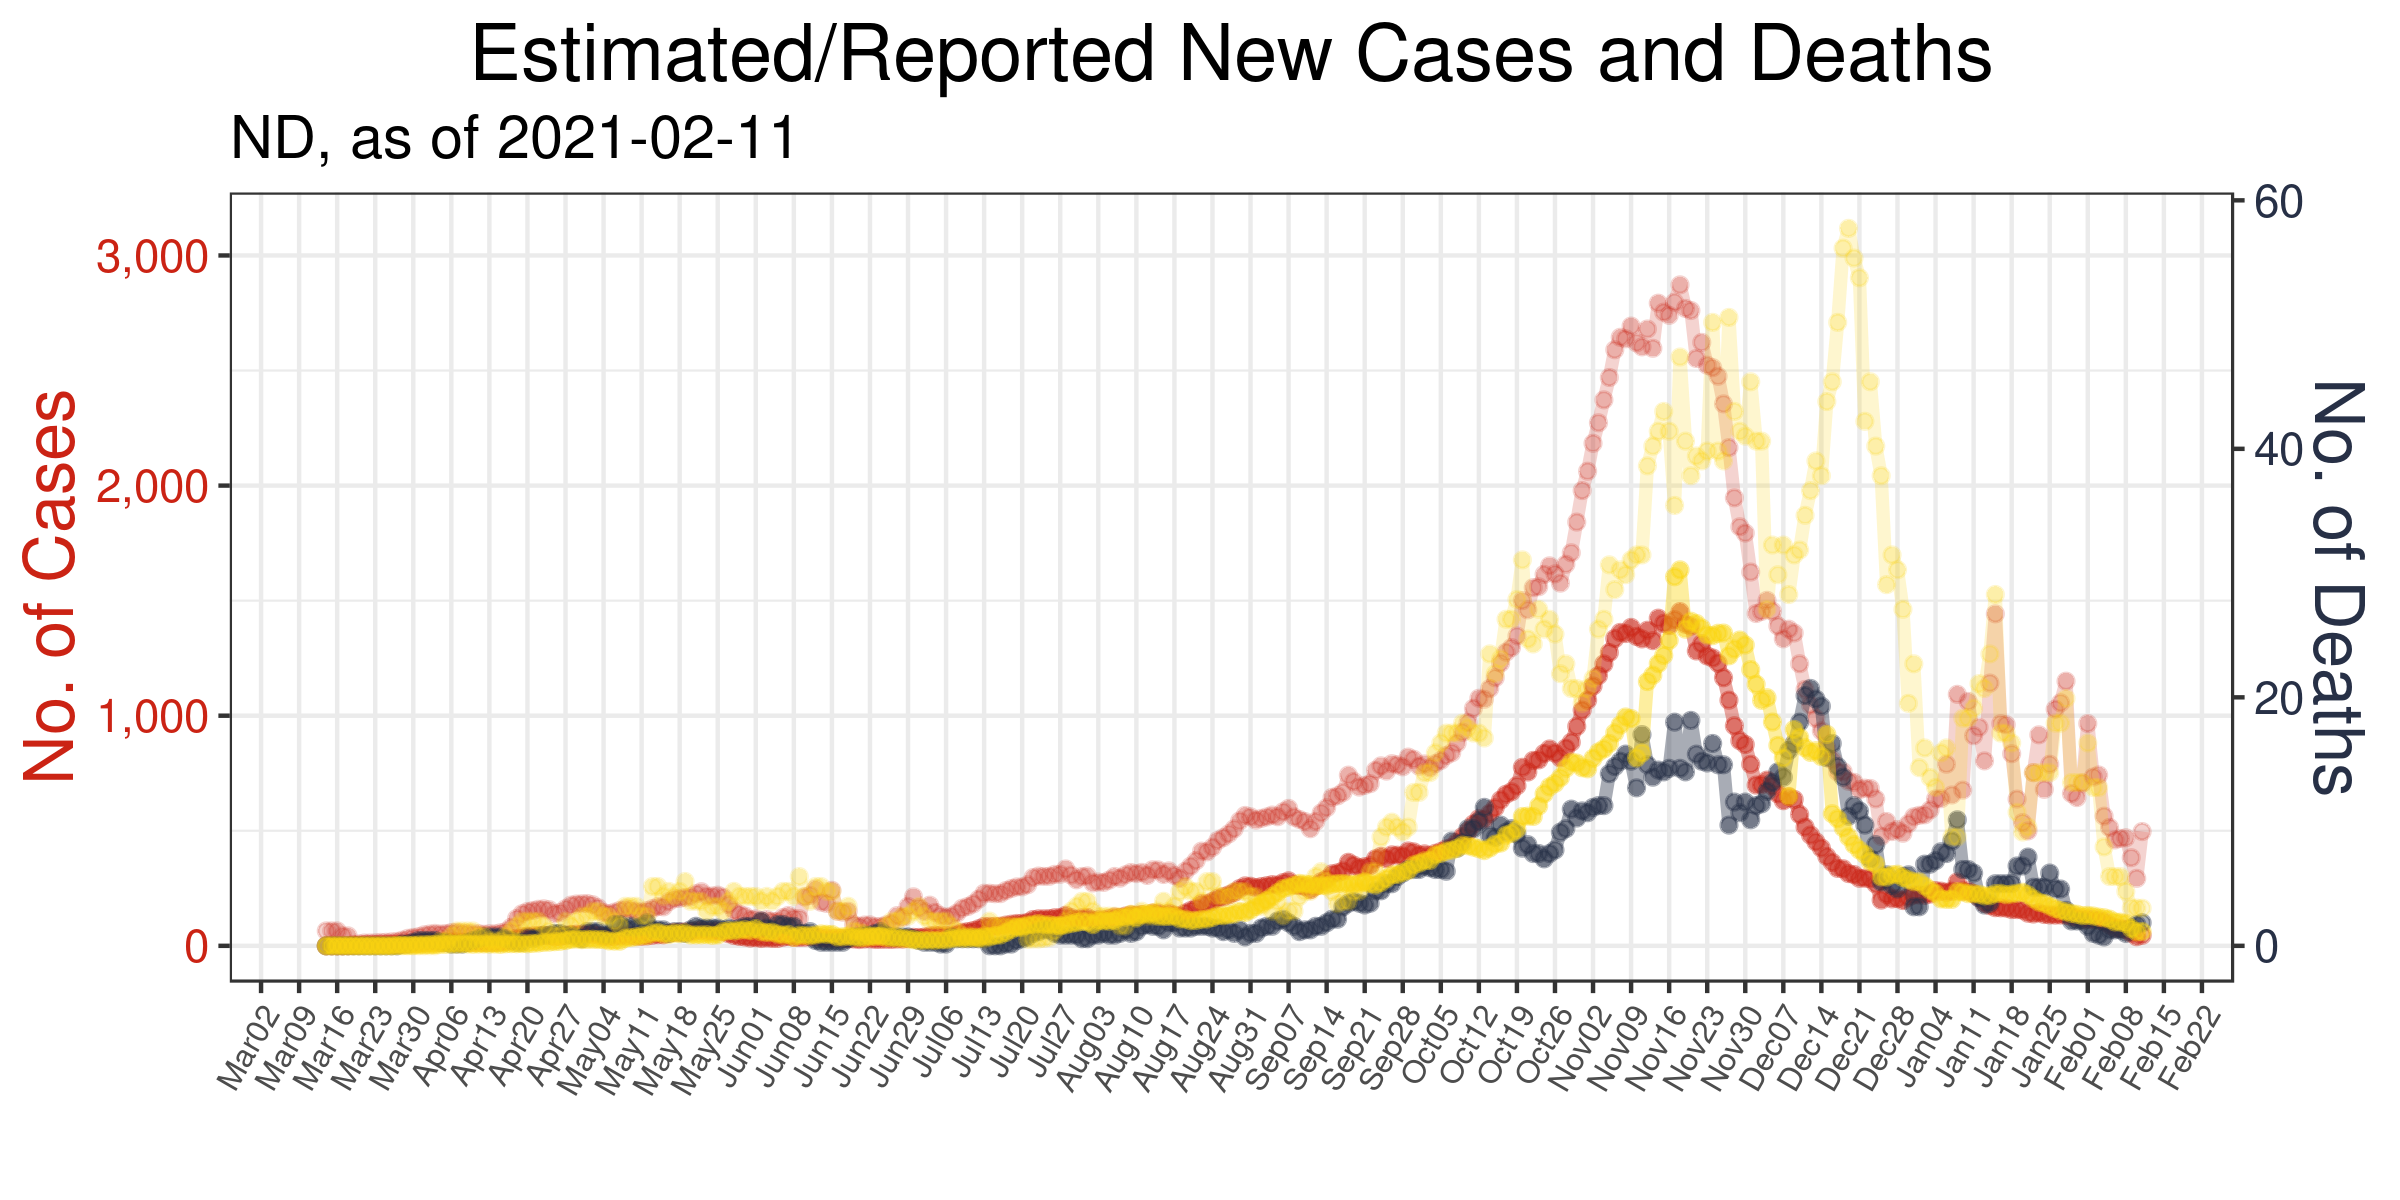 Estimated/Reported New Cases and Deaths
ND, as of 2021-02-11
No. of Cases
3,000
2,000
1,000
0
60
40
20
0
No. of Deaths
Mar02 Mar09 Mar16 Mar23 Mar30 Apr06 Apr13 Apr20 Apr27 May04 May11 May18 May25 Jun01 Jun08 Jun15 Jun22 Jun29 Jul06 Jul13 Jul20 Jul27 Aug03 Aug10 Aug17 Aug24 Aug31 Sep07 Sep14 Sep21 Sep28 Oct05 Oct12 Oct19 Oct26 Nov02 Nov09 Nov16 Nov23 Nov30 Dec07 Dec14 Dec21 Dec28 Jan04 Jan11 Jan18 Jan25 Feb01 Feb08 Feb15 Feb22